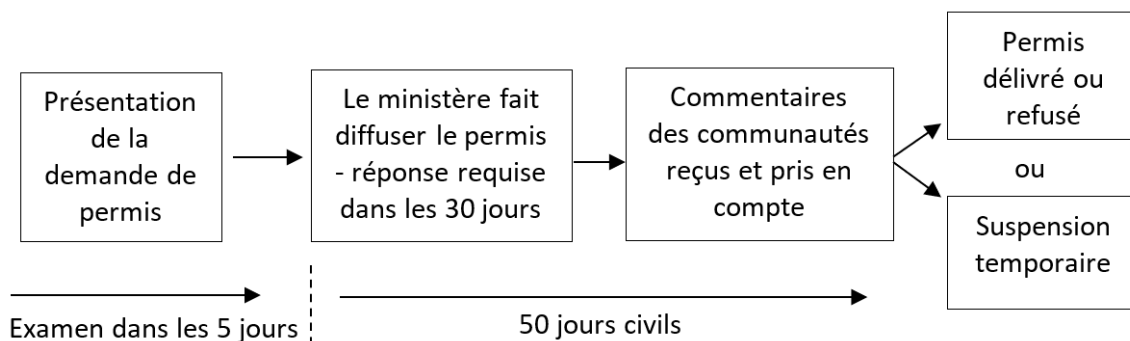 Présentation
de la
demande de
permis
Le ministère fait
diffuser le permis
- réponse requise
dans les 30 jours
Commentaires
des communautés
reçus et pris en
compte
Permis
délivré ou
refusé
ou
Suspension
temporaire
Examen dans les 5 jours
50 jours civils